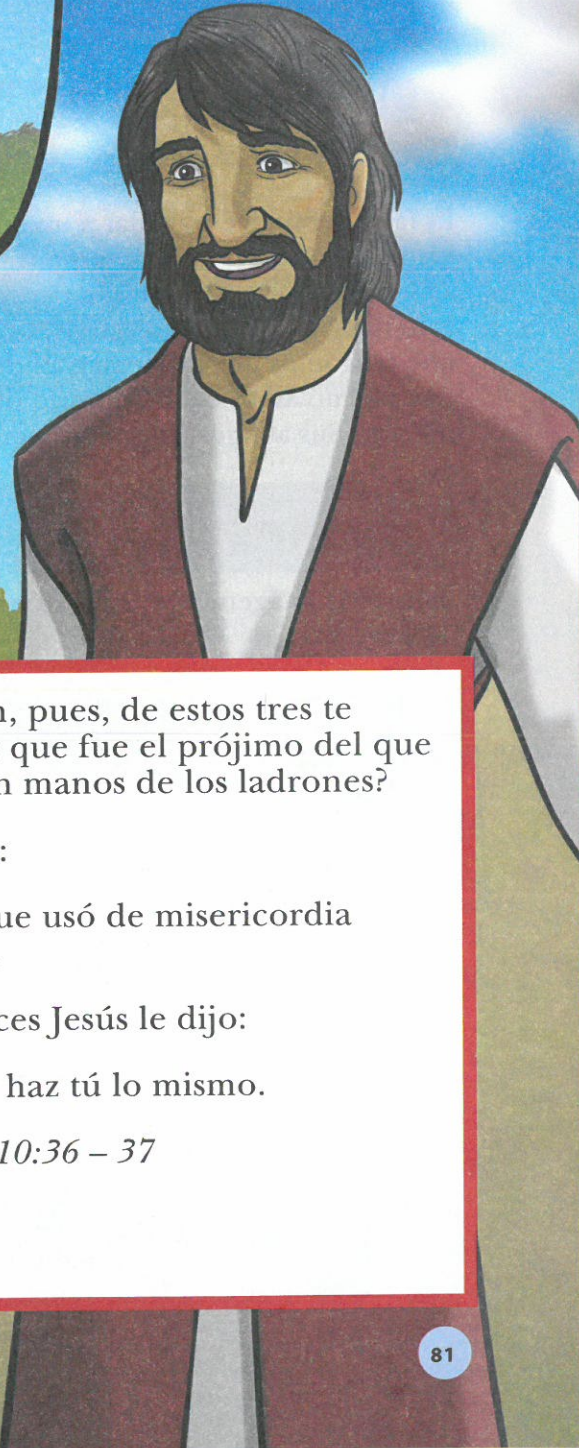 n, pues, de estos tres te
que fue el prójimo del que
n manos de los ladrones?
:
ue usó de misericordia
ces Jesús le dijo:
haz tú lo mismo.
10:36 – 37
81